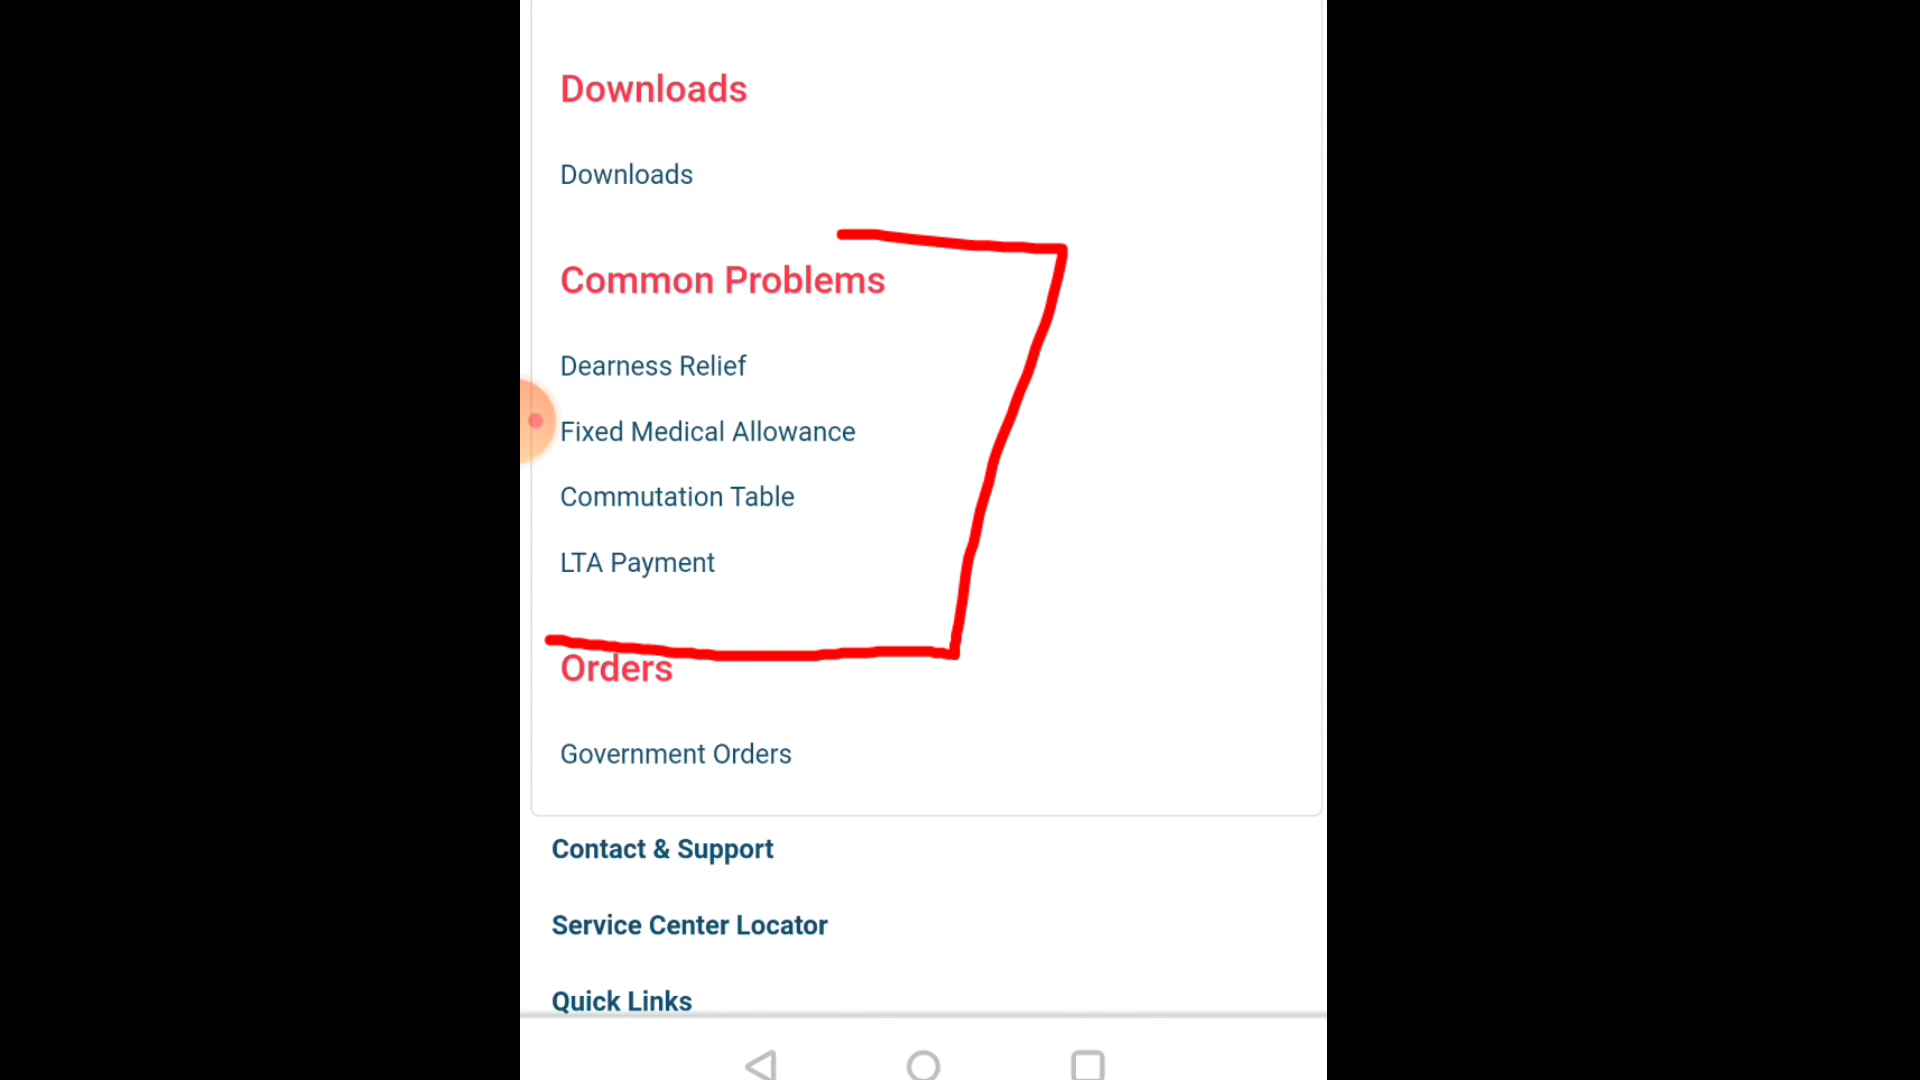 Downloads
Downloads
Common Problems
Dearness Relief
Fixed Medical Allowance
Commutation Table
LTA Payment
Orders
Government Orders
Contact & Support
Service Center Locator
Quick Links